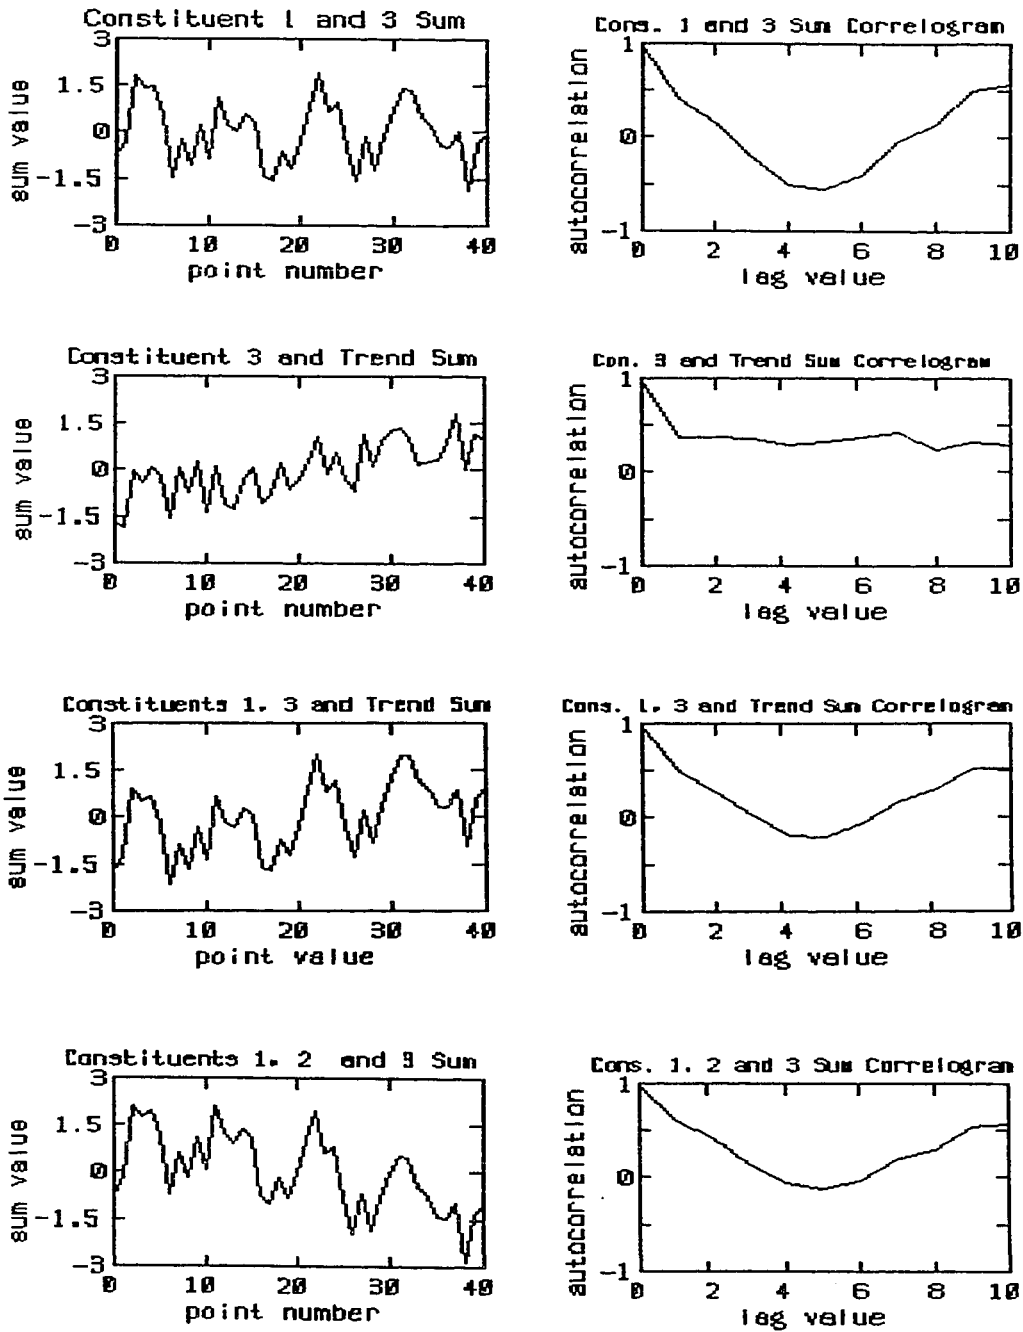 Constituent 1 and 3 Sum
3
1.5
0
-1.5
-3
sum value
0 10 20 30 40
point number
Cons. 1 and 3 Sum Correlogram
1
0
-1
autocorrelation
0 2 4 6 8 10
lag value
Constituent 3 and Trend Sum
3
1.5
0
-1.5
-3
sum value
0 10 20 30 40
point number
Con. 3 and Trend Sum Correlogram
1
0
-1
autocorrelation
0 2 4 6 8 10
lag value
Constituents 1, 3 and Trend Sum
3
1.5
0
-1.5
-3
sum value
0 10 20 30 40
point value
Cons. 1, 3 and Trend Sum Correlogram
1
0
-1
autocorrelation
0 2 4 6 8 10
lag value
Constituents 1, 2 and 3 Sum
3
1.5
0
-1.5
-3
sum value
0 10 20 30 40
point number
Cons. 1, 2 and 3 Sum Correlogram
1
0
-1
autocorrelation
0 2 4 6 8 10
lag value